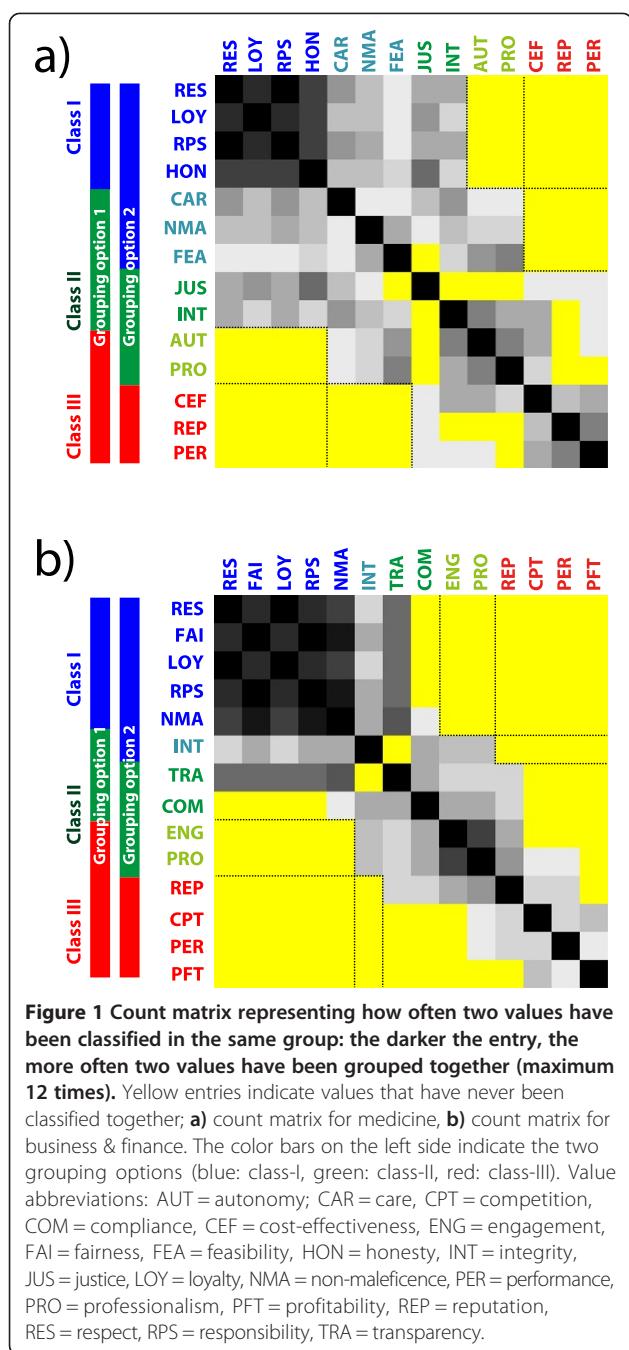 a)
RES LOY RPS HON CAR NMA FEA JUS INT AUT PRO CEF REP PER
Class I
Class II
Class III
Grouping option 1
Grouping option 2
RES
LOY
RPS
HON
CAR
NMA
FEA
JUS
INT
AUT
PRO
CEF
REP
PER
b)
RES FAI LOY RPS NMA INT TRA COM ENG PRO REP CPT PER PFT
Class I
Class II
Class III
Grouping option 1
Grouping option 2
RES
FAI
LOY
RPS
NMA
INT
TRA
COM
ENG
PRO
REP
CPT
PER
PFT
Figure 1 Count matrix representing how often two values have
been classified in the same group: the darker the entry, the
more often two values have been grouped together (maximum
12 times). Yellow entries indicate values that have never been
classified together; a) count matrix for medicine, b) count matrix for
business & finance. The color bars on the left side indicate the two
grouping options (blue: class-I, green: class-II, red: class-III). Value
abbreviations: AUT = autonomy; CAR = care, CPT = competition,
COM = compliance, CEF = cost-effectiveness, ENG = engagement,
FAI = fairness, FEA = feasibility, HON = honesty, INT = integrity,
JUS = justice, LOY = loyalty, NMA = non-maleficence, PER = performance,
PRO = professionalism, PFT = profitability, REP = reputation,
RES = respect, RPS = responsibility, TRA = transparency.